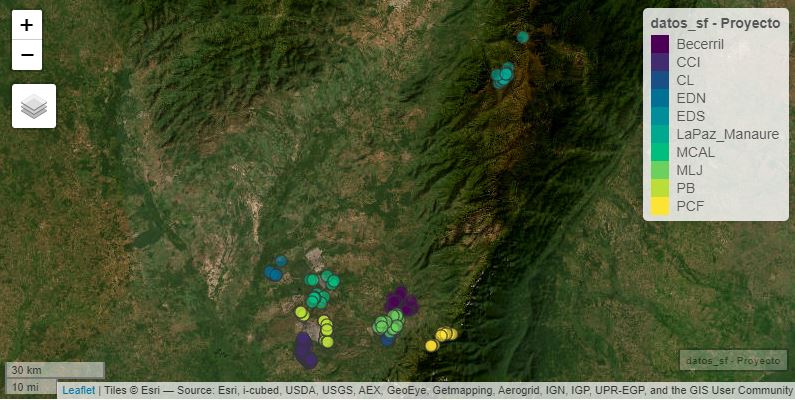 +
−
datos_sf - Proyecto
Becerril
CCI
CL
EDN
EDS
LaPaz_Manaure
MCAL
MLJ
PB
PCF
30 km
10 mi
datos_sf - Proyecto
Leaflet | Tiles © Esri — Source: Esri, i-cubed, USDA, USGS, AEX, GeoEye, Getmapping, Aerogrid, IGN, IGP, UPR-EGP, and the GIS User Community